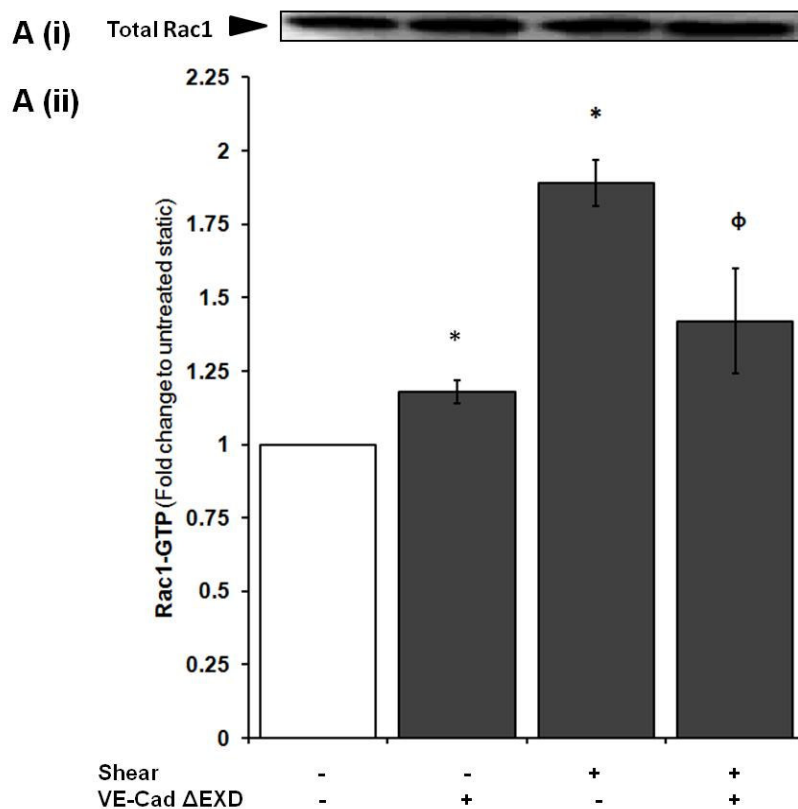 A (i) Total Rac1
A (ii)
Rac1-GTP (Fold change to untreated static)
2.25
2
1.75
1.5
1.25
1
0.75
0.5
0.25
0
*
*
ϕ
Shear - - + +
VE-Cad ΔEXD - + - +